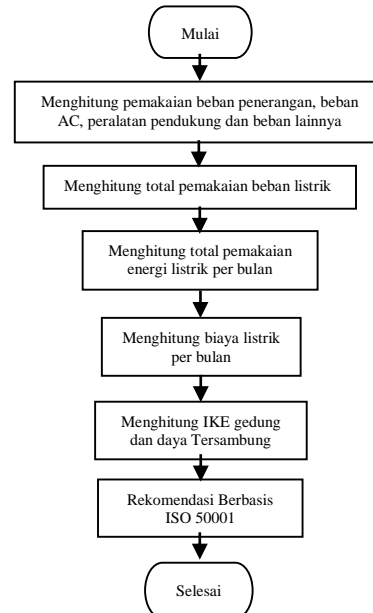 Mulai
Menghitung pemakaian beban penerangan, beban
AC, peralatan pendukung dan beban lainnya
Menghitung total pemakaian beban listrik
Menghitung total pemakaian
energi listrik per bulan
Menghitung biaya listrik
per bulan
Menghitung IKE gedung
dan daya Tersambung
Rekomendasi Berbasis
ISO 50001
Selesai